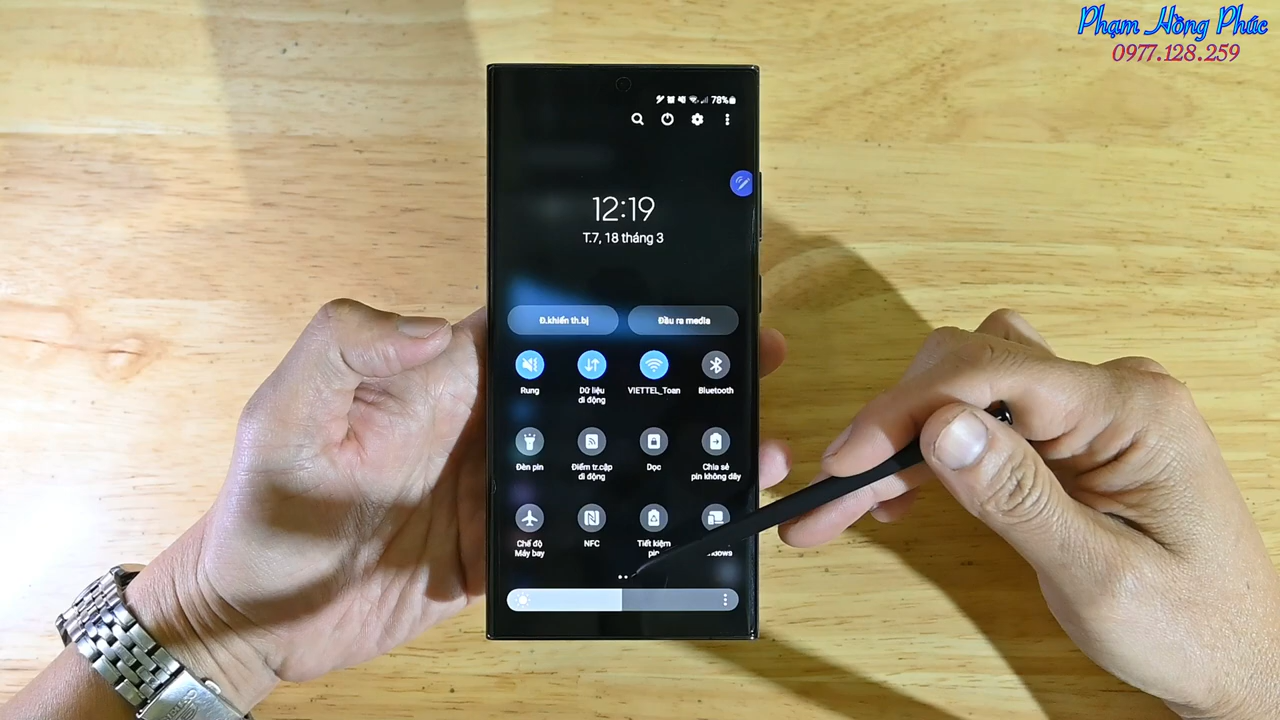 Phạm Hồng Phúc
0977.128.259
78%
12:19
T.7, 18 tháng 3
Đ.khiển th.bị
Đầu ra media
Rung
Dữ liệu
di động
VIETTEL_Toan
Bluetooth
Đèn pin
Điểm tr.cập
di động
Dọc
Chia sẻ
pin không dây
Chế độ
Máy bay
NFC
Tiết kiệm